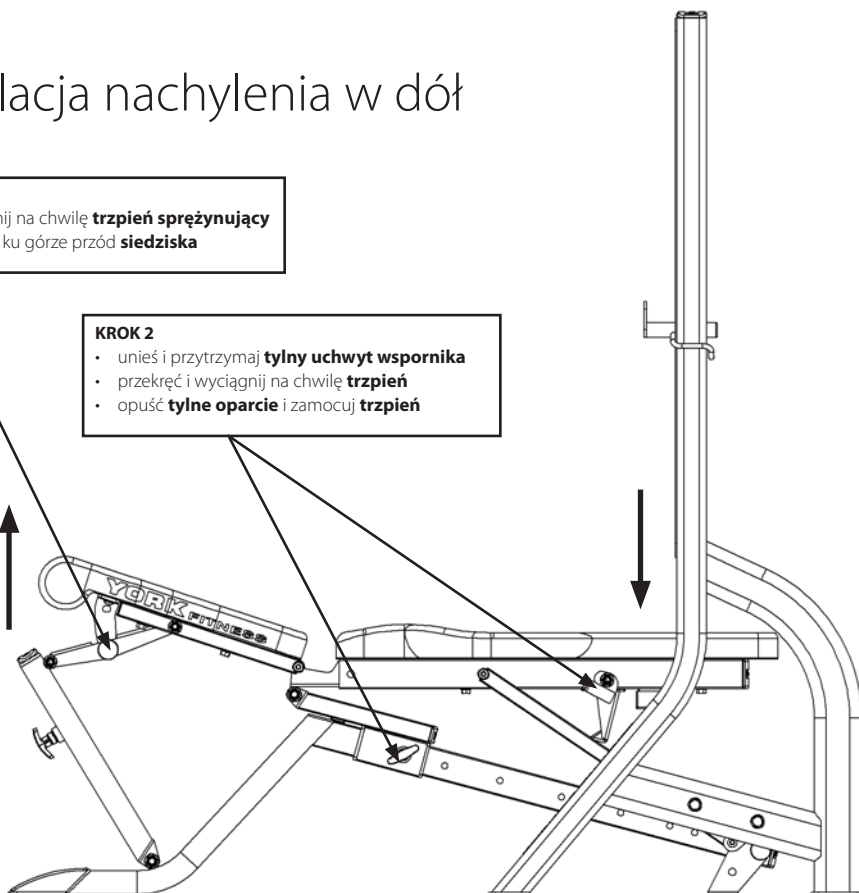 lacja nachylenia w dół
nij na chwilę trzpień sprężynujący
ku górze przód siedziska
KROK 2
• unieś i przytrzymaj tylny uchwyt wspornika
• przekręć i wyciągnij na chwilę trzpień
• opuść tylne oparcie i zamocuj trzpień
YORK FITNESS